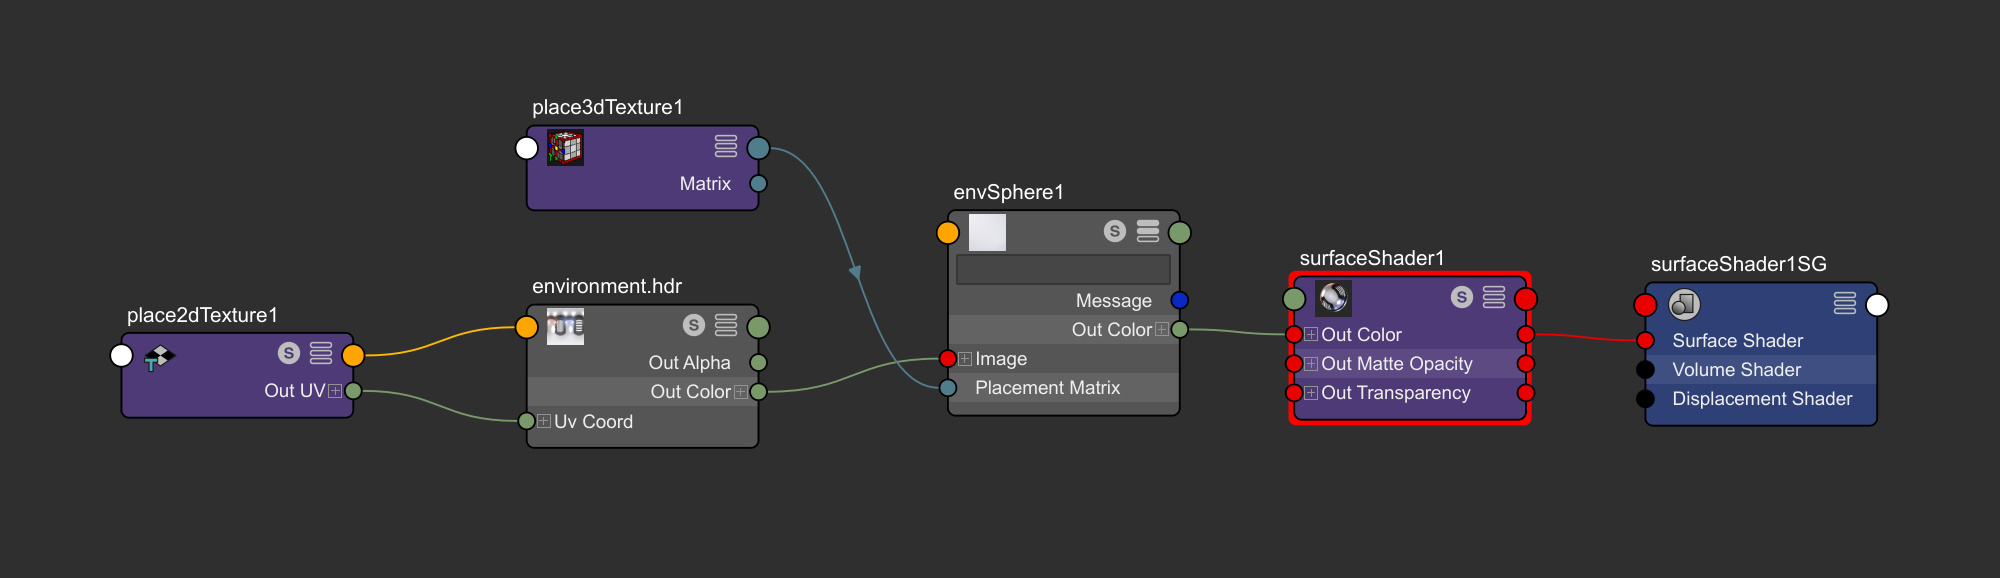 place3dTexture1
Matrix
place2dTexture1
S
Out UV
environment.hdr
S
Out Alpha
Out Color
Uv Coord
envSphere1
S
Message
Out Color
Image
Placement Matrix
surfaceShader1
S
Out Color
Out Matte Opacity
Out Transparency
surfaceShader1SG
Surface Shader
Volume Shader
Displacement Shader